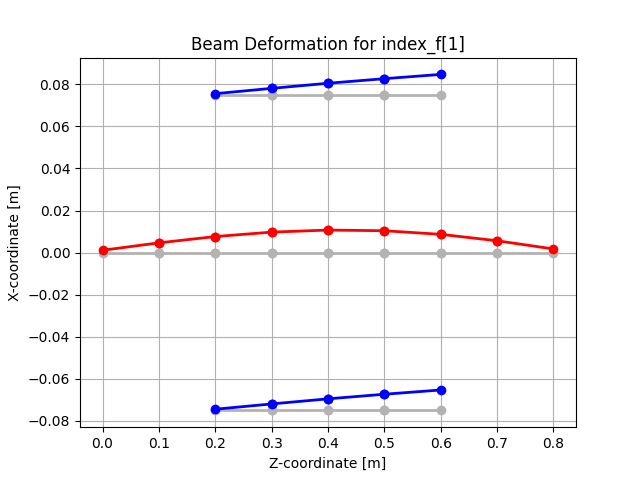 Beam Deformation for index_f[1]
X-coordinate [m]
0.08
0.06
0.04
0.02
0.00
−0.02
−0.04
−0.06
−0.08
0.0 0.1 0.2 0.3 0.4 0.5 0.6 0.7 0.8
Z-coordinate [m]